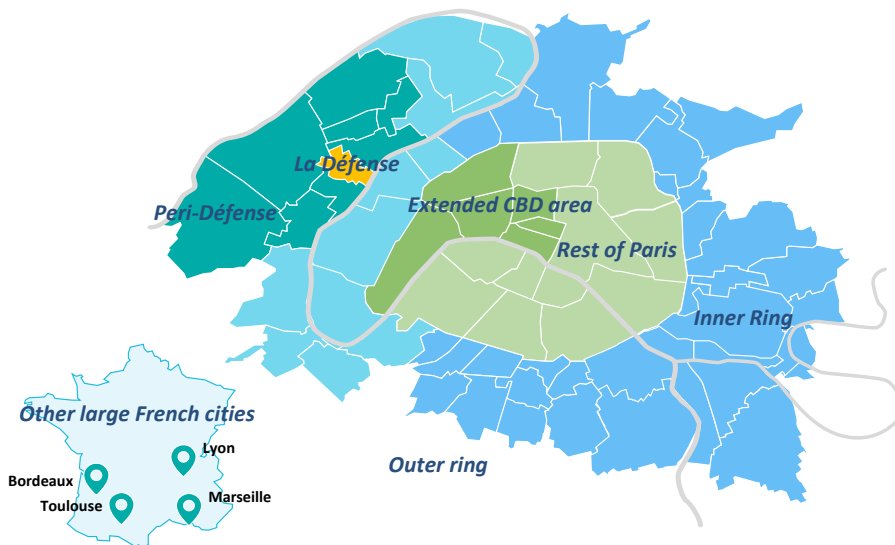 La Défense
Peri-Défense
Extended CBD area
Rest of Paris
Inner Ring
Other large French cities
Lyon
Outer ring
Bordeaux
Toulouse
Marseille